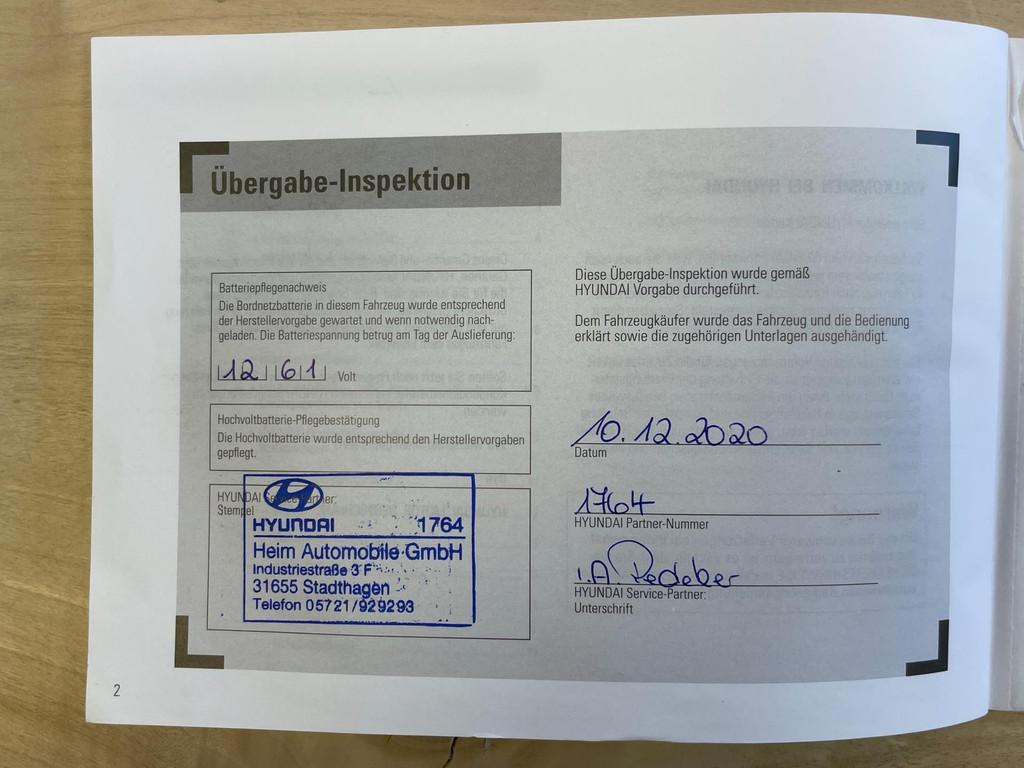 Übergabe-Inspektion
Batteriepflegenachweis
Die Bordnetzbatterie in diesem Fahrzeug wurde entsprechend
der Herstellervorgabe gewartet und wenn notwendig nach-
geladen. Die Batteriespannung betrug am Tag der Auslieferung:
12 61 Volt
Hochvoltbatterie-Pflegebestätigung
Die Hochvoltbatterie wurde entsprechend den Herstellervorgaben
gepflegt.
HYUNDAI Service-Partner:
Stempel
HYUNDAI 1764
Heim Automobile GmbH
Industriestraße 3 F
31655 Stadthagen
Telefon 05721/929293
Diese Übergabe-Inspektion wurde gemäß
HYUNDAI Vorgabe durchgeführt.
Dem Fahrzeugkäufer wurde das Fahrzeug und die Bedienung
erklärt sowie die zugehörigen Unterlagen ausgehändigt.
10.12.2020
Datum
1764
HYUNDAI Partner-Nummer
i.A.
HYUNDAI Service-Partner:
Unterschrift
2